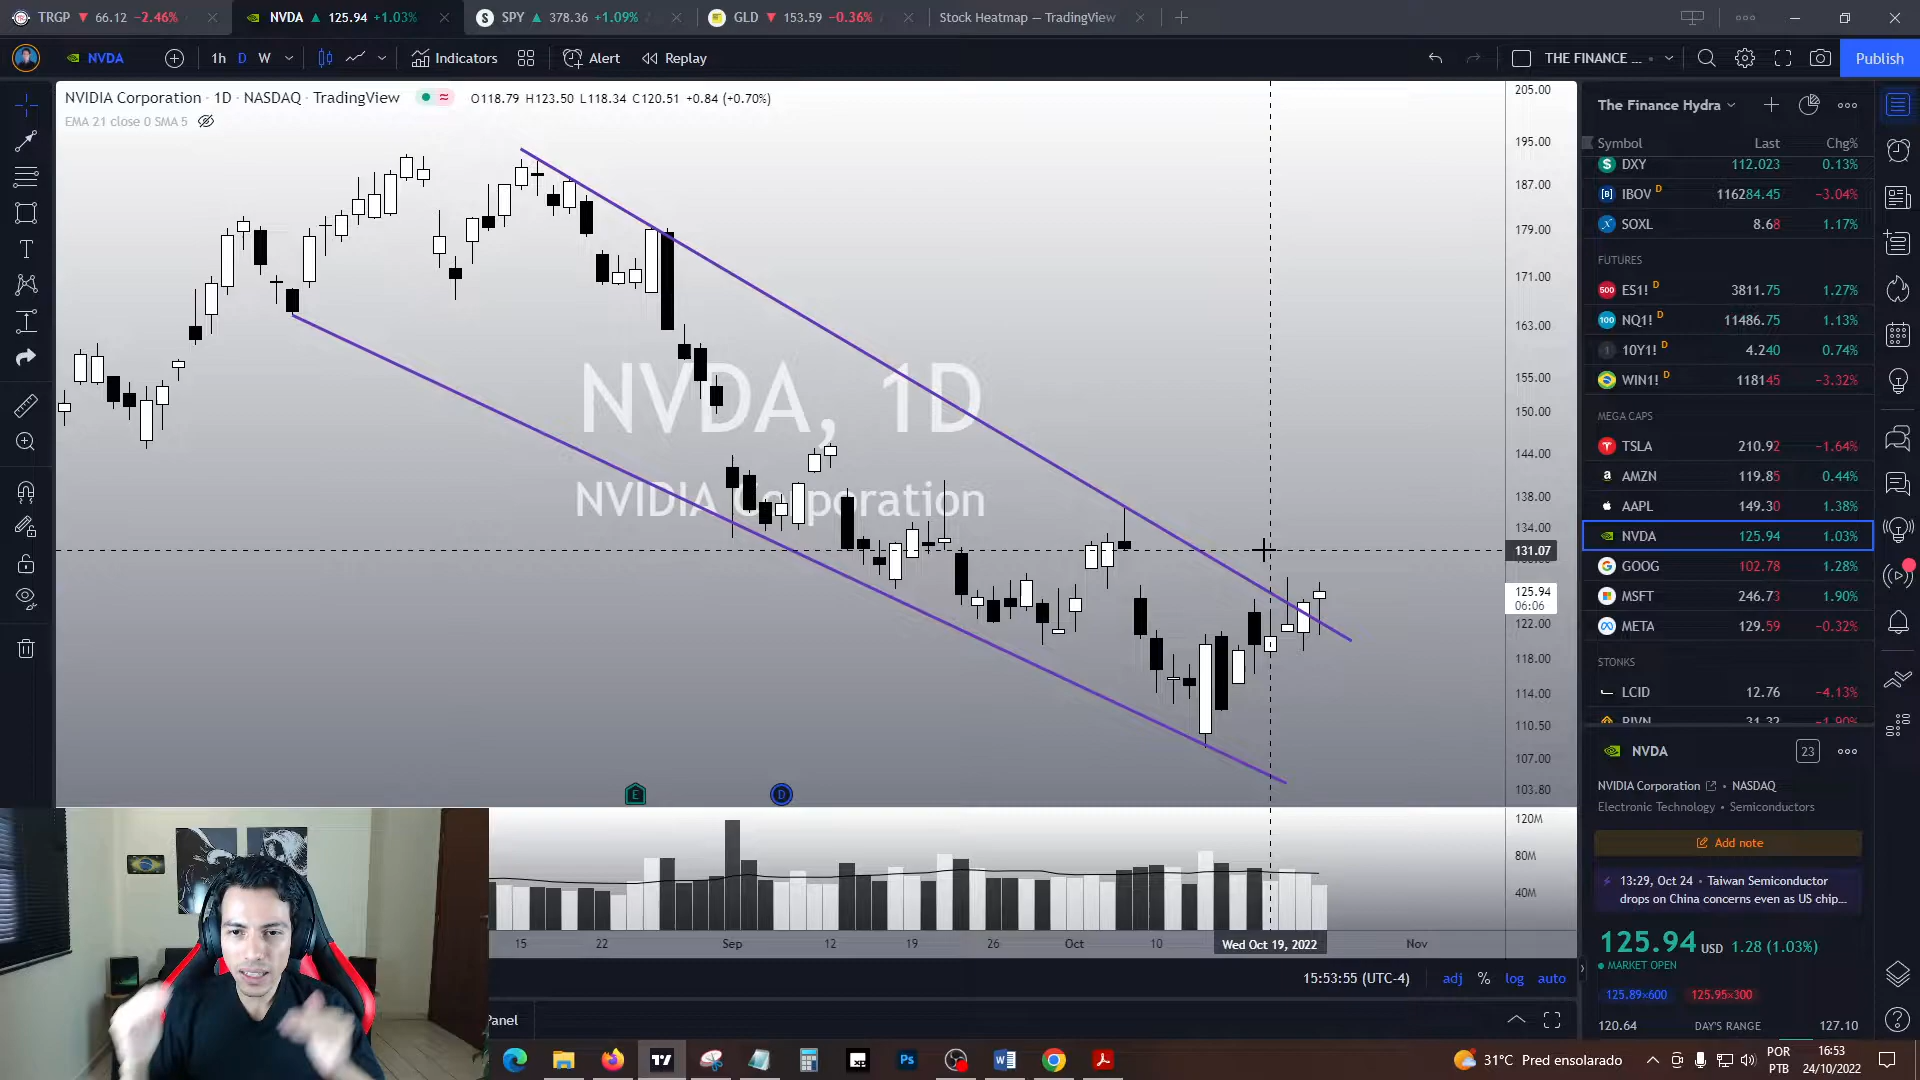 TRGP ▼ 66.12 −2.46%
NVDA ▲ 125.94 +1.03%
SPY ▲ 378.36 +1.09%
GLD ▼ 153.59 −0.36%
Stock Heatmap — TradingView
NVDA
1h D W
Indicators
Alert
Replay
THE FINANCE ...
Publish
NVIDIA Corporation · 1D · NASDAQ · TradingView
O118.79 H123.50 L118.34 C120.51 +0.84 (+0.70%)
EMA 21 close 0 SMA 5
NVDA, 1D
NVIDIA Corporation
205.00
195.00
187.00
179.00
171.00
163.00
155.00
150.00
144.00
138.00
134.00
131.07
125.94
06:06
122.00
118.00
114.00
110.50
107.00
103.80
120M
80M
40M
E
D
15 22 Sep 12 19 26 Oct 10 Wed Oct 19, 2022 Nov
15:53:55 (UTC-4) adj % log auto
Panel
The Finance Hydra
Symbol Last Chg%
DXY 112.023 0.13%
IBOV D 116284.45 −3.04%
SOXL 8.68 1.17%
FUTURES
ES1! D 3811.75 1.27%
NQ1! D 11486.75 1.13%
10Y1! D 4.240 0.74%
WIN1! D 118145 −3.32%
MEGA CAPS
TSLA 210.92 −1.64%
AMZN 119.85 0.44%
AAPL 149.30 1.38%
NVDA 125.94 1.03%
GOOG 102.78 1.28%
MSFT 246.73 1.90%
META 129.59 −0.32%
STONKS
LCID 12.76 −4.13%
RIVN 31.32 −1.90%
NVDA
23
NVIDIA Corporation • NASDAQ
Electronic Technology • Semiconductors
Add note
13:29, Oct 24 • Taiwan Semiconductor
drops on China concerns even as US chip...
125.94 USD 1.28 (1.03%)
MARKET OPEN
125.89×600 125.95×300
120.64 DAY'S RANGE 127.10
31°C Pred ensolarado
POR
PTB
16:53
24/10/2022